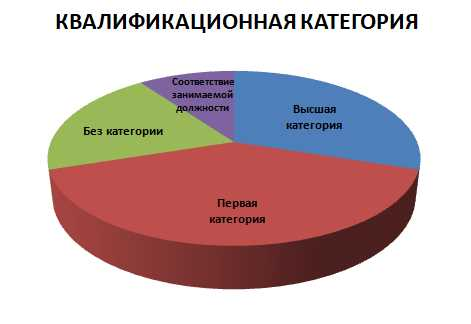 КВАЛИФИКАЦИОННАЯ КАТЕГОРИЯ
Соответствие
занимаемой
должности
Высшая
категория
Без категории
Первая
категория